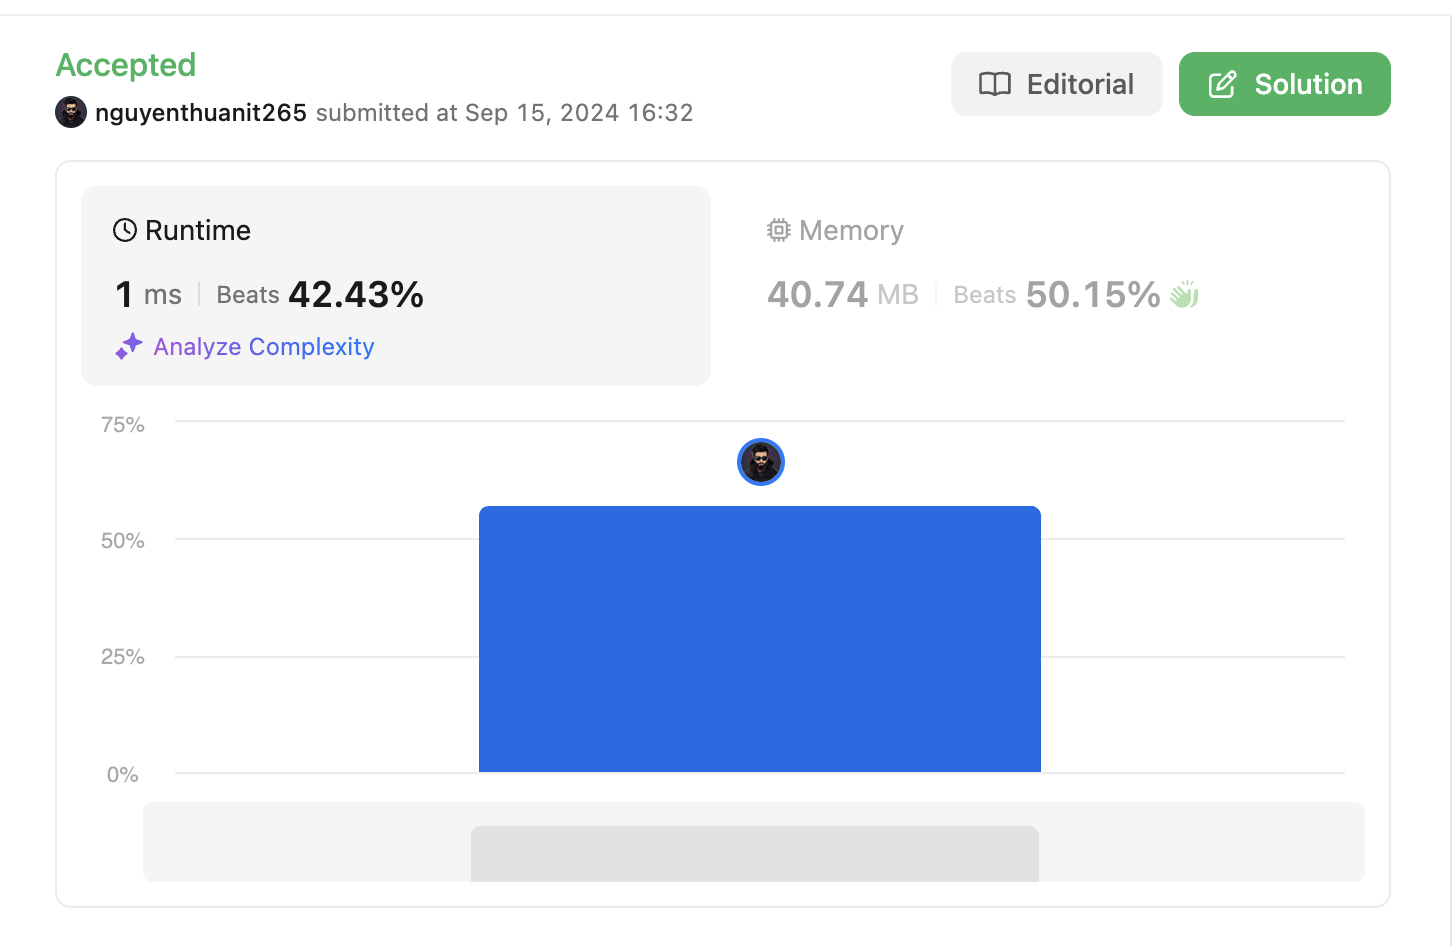 Accepted
nguyenthuanit265 submitted at Sep 15, 2024 16:32
Editorial
Solution
Runtime
1 ms Beats 42.43%
Analyze Complexity
Memory
40.74 MB Beats 50.15%
75%
50%
25%
0%